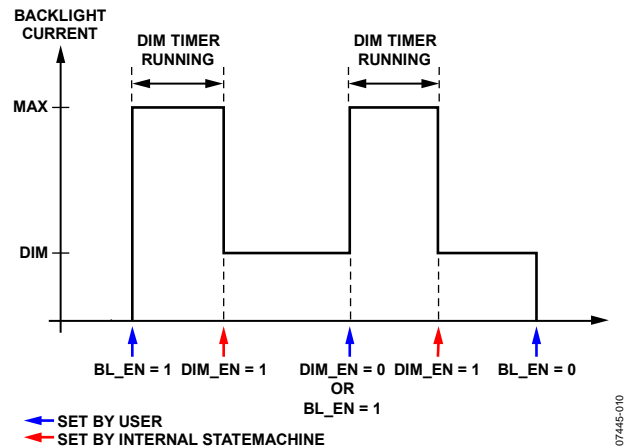 BACKLIGHT
CURRENT
DIM TIMER
RUNNING
DIM TIMER
RUNNING
MAX
DIM
BL_EN = 1
DIM_EN = 1
DIM_EN = 0
OR
BL_EN = 1
DIM_EN = 1
BL_EN = 0
SET BY USER
SET BY INTERNAL STATEMACHINE
07445-010